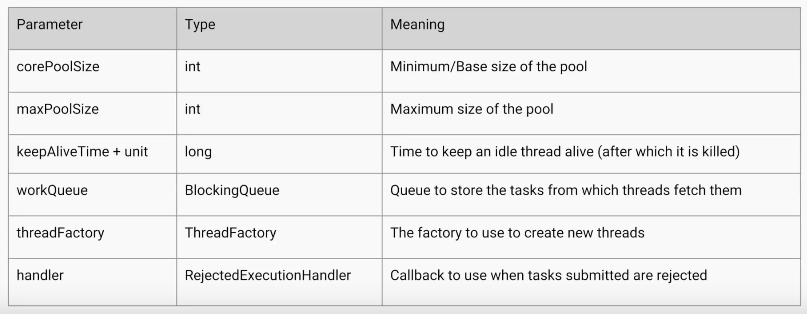 Parameter Type Meaning
corePoolSize int Minimum/Base size of the pool
maxPoolSize int Maximum size of the pool
keepAliveTime + unit long Time to keep an idle thread alive (after which it is killed)
workQueue BlockingQueue Queue to store the tasks from which threads fetch them
threadFactory ThreadFactory The factory to use to create new threads
handler RejectedExecutionHandler Callback to use when tasks submitted are rejected